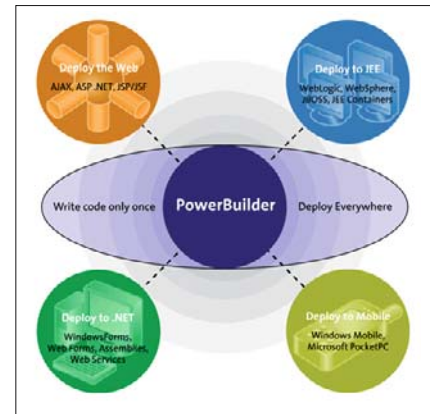 Deploy the Web
AJAX, ASP .NET, JSP/JSF
Deploy to JEE
WebLogic, WebSphere,
JBOSS, JEE Containers
Write code only once
PowerBuilder
Deploy Everywhere
Deploy to .NET
WindowsForms,
Web Forms, Assemblies,
Web Services
Deploy to Mobile
Windows Mobile,
Microsoft PocketPC